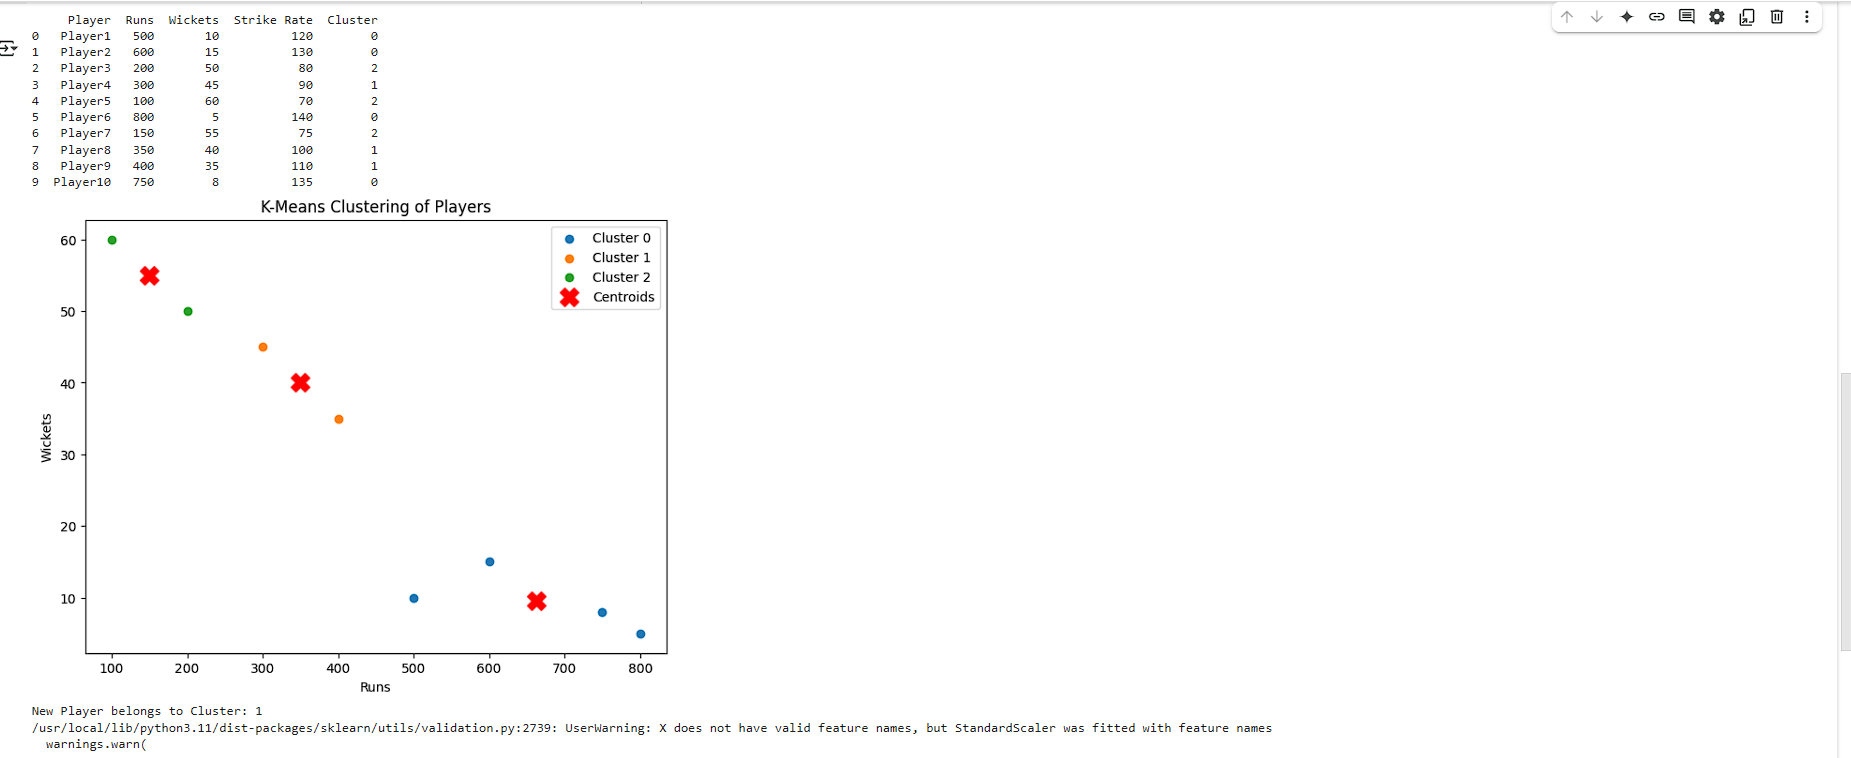 Player Runs Wickets Strike Rate Cluster
0 Player1 500 10 120 0
1 Player2 600 15 130 0
2 Player3 200 50 80 2
3 Player4 300 45 90 1
4 Player5 100 60 70 2
5 Player6 800 5 140 0
6 Player7 150 55 75 2
7 Player8 350 40 100 1
8 Player9 400 35 110 1
9 Player10 750 8 135 0
K-Means Clustering of Players
Cluster 0
Cluster 1
Cluster 2
Centroids
60
50
40
30
20
10
Wickets
100 200 300 400 500 600 700 800
Runs
New Player belongs to Cluster: 1
/usr/local/lib/python3.11/dist-packages/sklearn/utils/validation.py:2739: UserWarning: X does not have valid feature names, but StandardScaler was fitted with feature names
warnings.warn(